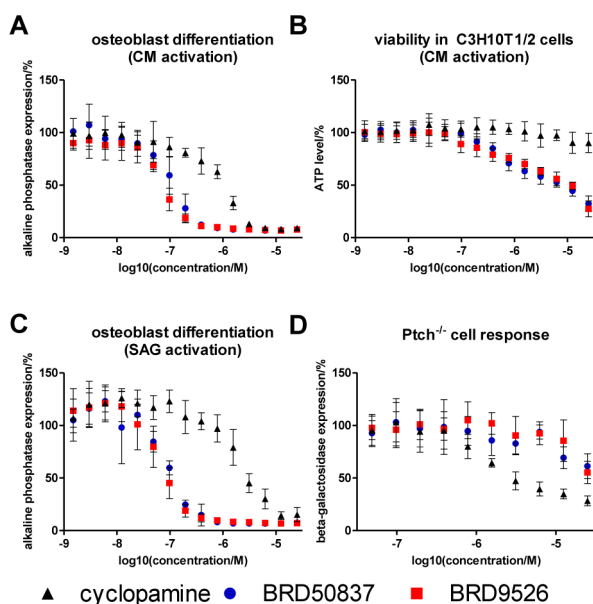 A
osteoblast differentiation
(CM activation)
alkaline phosphatase expression/%
150
100
50
0
-9 -8 -7 -6 -5
log10(concentration/M)
B
viability in C3H10T1/2 cells
(CM activation)
ATP level/%
150
100
50
0
-9 -8 -7 -6 -5
log10(concentration/M)
C
osteoblast differentiation
(SAG activation)
alkaline phosphatase expression/%
150
100
50
0
-9 -8 -7 -6 -5
log10(concentration/M)
D
Ptch-/- cell response
beta-galactosidase expression/%
150
100
50
0
-7 -6 -5
log10(concentration/M)
cyclopamine BRD50837 BRD9526